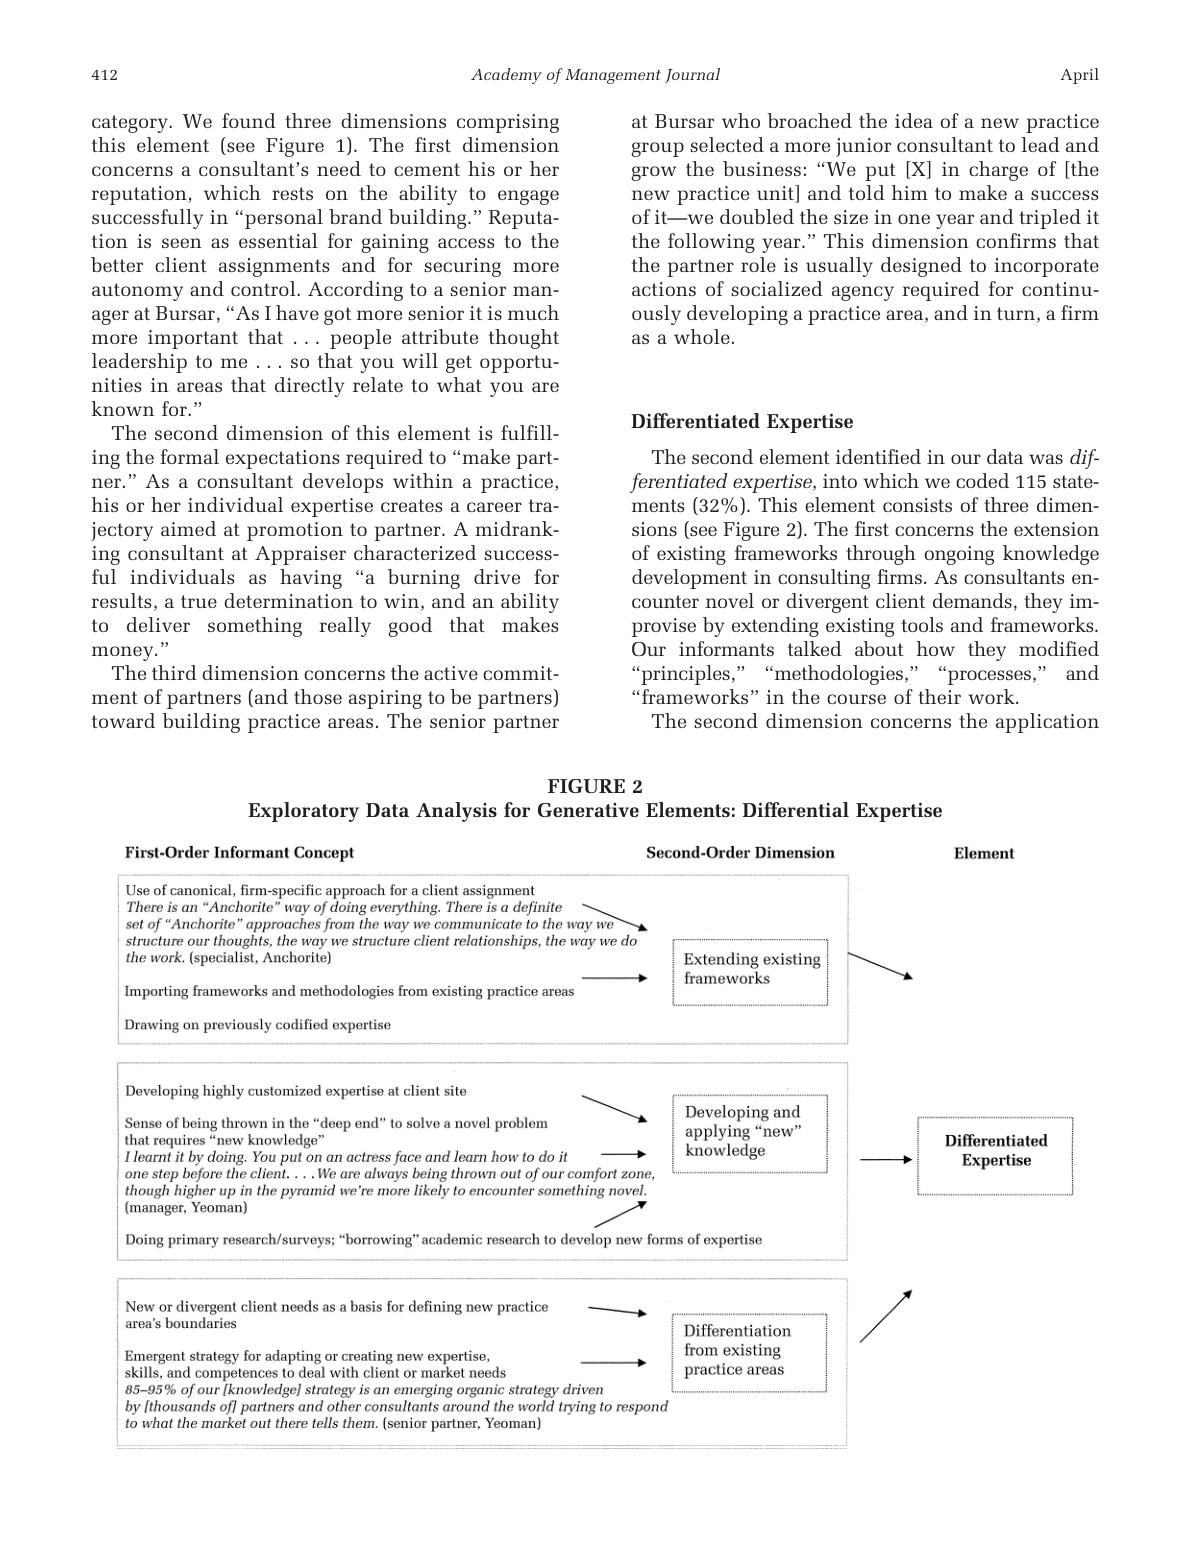 412
Academy of Management Journal
April
category. We found three dimensions comprising
this element (see Figure 1). The first dimension
concerns a consultant’s need to cement his or her
reputation, which rests on the ability to engage
successfully in “personal brand building.” Reputa-
tion is seen as essential for gaining access to the
better client assignments and for securing more
autonomy and control. According to a senior man-
ager at Bursar, “As I have got more senior it is much
more important that . . . people attribute thought
leadership to me . . . so that you will get opportu-
nities in areas that directly relate to what you are
known for.”
The second dimension of this element is fulfill-
ing the formal expectations required to “make part-
ner.” As a consultant develops within a practice,
his or her individual expertise creates a career tra-
jectory aimed at promotion to partner. A midrank-
ing consultant at Appraiser characterized success-
ful individuals as having “a burning drive for
results, a true determination to win, and an ability
to deliver something really good that makes
money.”
The third dimension concerns the active commit-
ment of partners (and those aspiring to be partners)
toward building practice areas. The senior partner
at Bursar who broached the idea of a new practice
group selected a more junior consultant to lead and
grow the business: “We put [X] in charge of [the
new practice unit] and told him to make a success
of it—we doubled the size in one year and tripled it
the following year.” This dimension confirms that
the partner role is usually designed to incorporate
actions of socialized agency required for continu-
ously developing a practice area, and in turn, a firm
as a whole.
Differentiated Expertise
The second element identified in our data was dif-
ferentiated expertise, into which we coded 115 state-
ments (32%). This element consists of three dimen-
sions (see Figure 2). The first concerns the extension
of existing frameworks through ongoing knowledge
development in consulting firms. As consultants en-
counter novel or divergent client demands, they im-
provise by extending existing tools and frameworks.
Our informants talked about how they modified
“principles,” “methodologies,” “processes,” and
“frameworks” in the course of their work.
The second dimension concerns the application
FIGURE 2
Exploratory Data Analysis for Generative Elements: Differential Expertise
First-Order Informant Concept
Second-Order Dimension
Element
Use of canonical, firm-specific approach for a client assignment
There is an “Anchorite” way of doing everything. There is a definite
set of “Anchorite” approaches from the way we communicate to the way we
structure our thoughts, the way we structure client relationships, the way we do
the work. (specialist, Anchorite)
Importing frameworks and methodologies from existing practice areas
Drawing on previously codified expertise
Extending existing
frameworks
Developing highly customized expertise at client site
Sense of being thrown in the “deep end” to solve a novel problem
that requires “new knowledge”
I learnt it by doing. You put on an actress face and learn how to do it
one step before the client. . . . We are always being thrown out of our comfort zone,
though higher up in the pyramid we’re more likely to encounter something novel.
(manager, Yeoman)
Doing primary research/surveys; “borrowing” academic research to develop new forms of expertise
Developing and
applying “new”
knowledge
Differentiated
Expertise
New or divergent client needs as a basis for defining new practice
area’s boundaries
Emergent strategy for adapting or creating new expertise,
skills, and competences to deal with client or market needs
85–95% of our [knowledge] strategy is an emerging organic strategy driven
by [thousands of] partners and other consultants around the world trying to respond
to what the market out there tells them. (senior partner, Yeoman)
Differentiation
from existing
practice areas